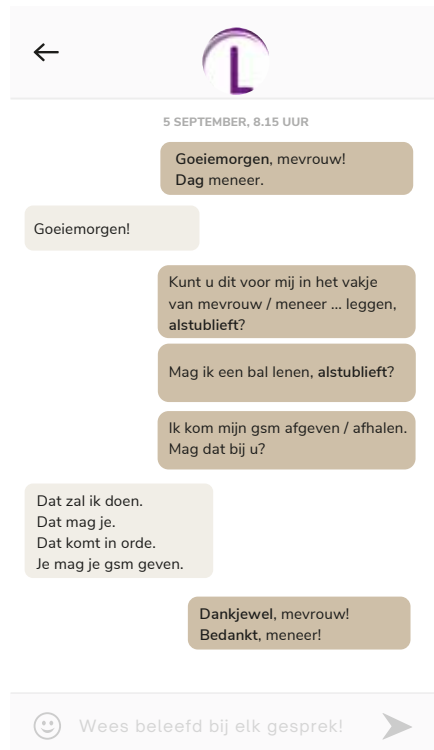 L
5 SEPTEMBER, 8.15 UUR
Goeiemorgen, mevrouw!
Dag meneer.
Goeiemorgen!
Kunt u dit voor mij in het vakje
van mevrouw / meneer ... leggen,
alstublieft?
Mag ik een bal lenen, alstublieft?
Ik kom mijn gsm afgeven / afhalen.
Mag dat bij u?
Dat zal ik doen.
Dat mag je.
Dat komt in orde.
Je mag je gsm geven.
Dankjewel, mevrouw!
Bedankt, meneer!
Wees beleefd bij elk gesprek!